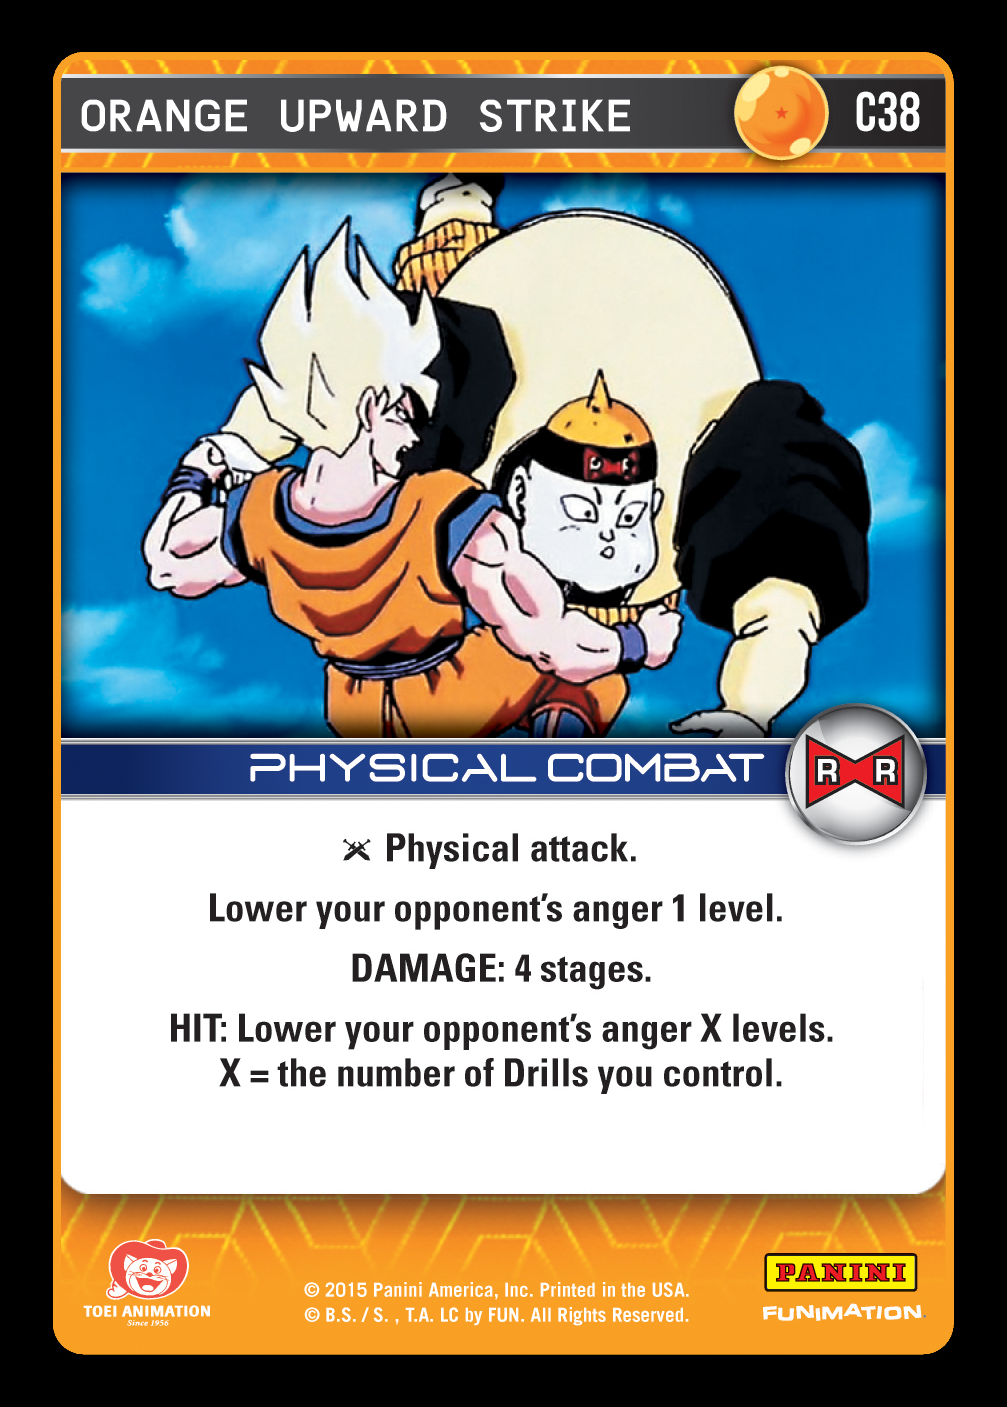 ORANGE UPWARD STRIKE
C38
PHYSICAL COMBAT
R R
Physical attack.
Lower your opponent's anger 1 level.
DAMAGE: 4 stages.
HIT: Lower your opponent's anger X levels.
X = the number of Drills you control.
TOEI ANIMATION
Since 1956
© 2015 Panini America, Inc. Printed in the USA.
© B.S. / S. , T.A. LC by FUN. All Rights Reserved.
PANINI
FUNIMATION